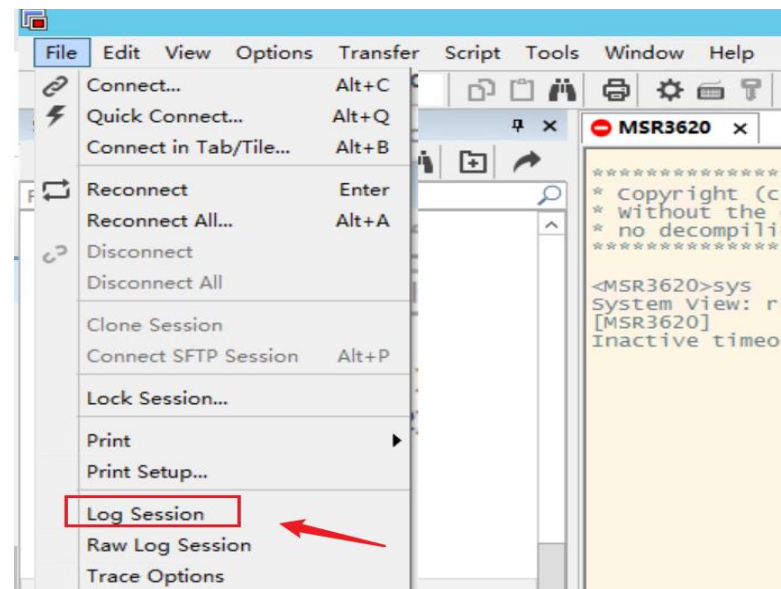 File Edit View Options Transfer Script Tools Window Help
Connect... Alt+C
Quick Connect... Alt+Q
Connect in Tab/Tile... Alt+B
Reconnect Enter
Reconnect All... Alt+A
Disconnect
Disconnect All
Clone Session
Connect SFTP Session Alt+P
Lock Session...
Print
Print Setup...
Log Session
Raw Log Session
Trace Options
MSR3620
***************
* Copyright (c
* Without the
* no decompili
***************
<MSR3620>sys
System View: r
[MSR3620]
Inactive timeo